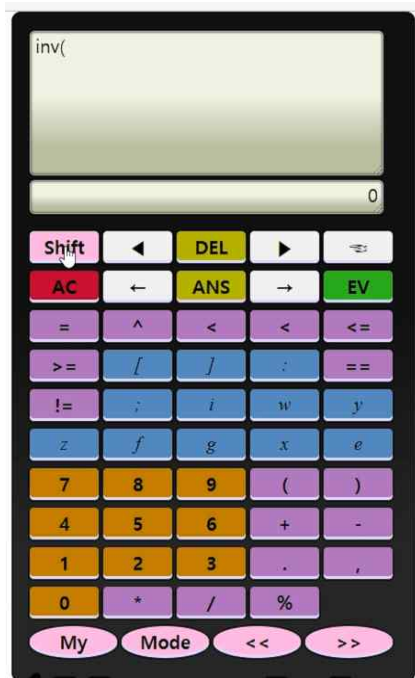 inv(
0
Shift ◀ DEL ▶ ☜
AC ← ANS → EV
= ^ < < <=
>= [ ] : ==
!= ; i w y
z f g x e
7 8 9 ( )
4 5 6 + -
1 2 3 . ,
0 * / %
My Mode << >>